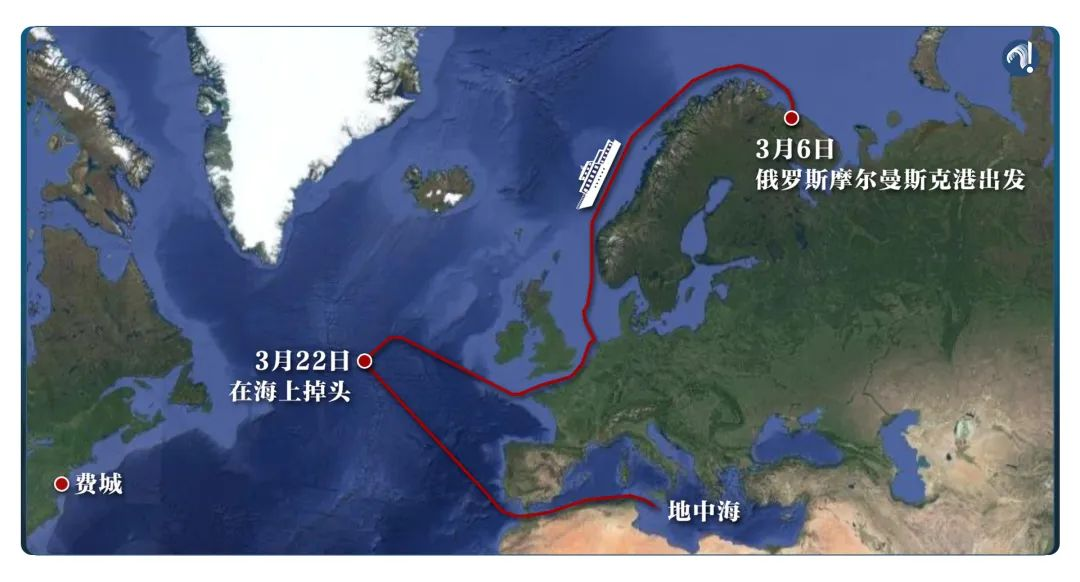 3月6日
俄罗斯摩尔曼斯克港出发
3月22日
在海上掉头
费城
地中海